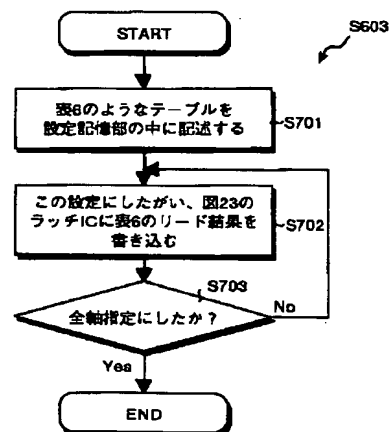 START
S603
表6のようなテーブルを
設定記憶部の中に記述する
S701
この設定にしたがい、図23の
ラッチICに表6のリード結果を
書き込む
S702
S703
全軸指定にしたか？
No
Yes
END